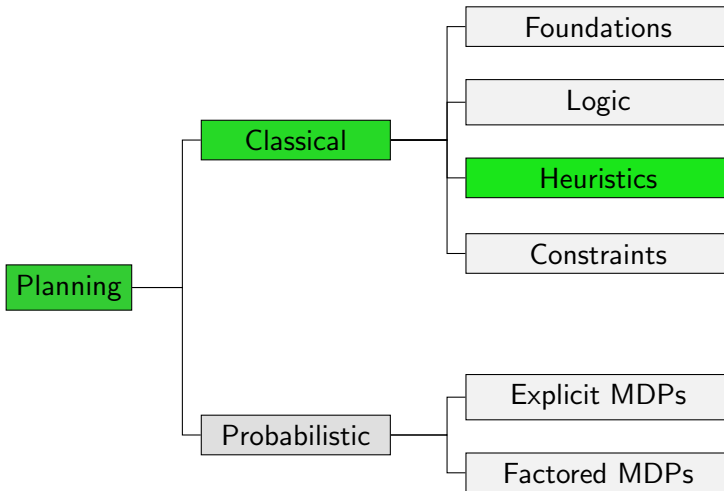 Foundations
Logic
Classical
Heuristics
Constraints
Planning
Explicit MDPs
Probabilistic
Factored MDPs